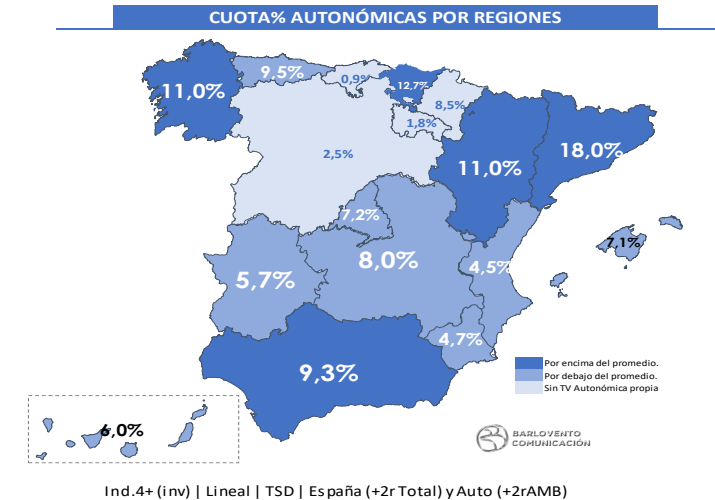 CUOTA% AUTONÓMICAS POR REGIONES
11,0%
9,5%
0,9%
12,7%
8,5%
1,8%
2,5%
11,0%
18,0%
7,2%
8,0%
5,7%
4,5%
7,1%
4,7%
9,3%
6,0%
Por encima del promedio.
Por debajo del promedio.
Sin TV Autonómica propia
BARLOVENTO
COMUNICACIÓN
Ind.4+ (inv) | Lineal | TSD | España (+2r Total) y Auto (+2rAMB)